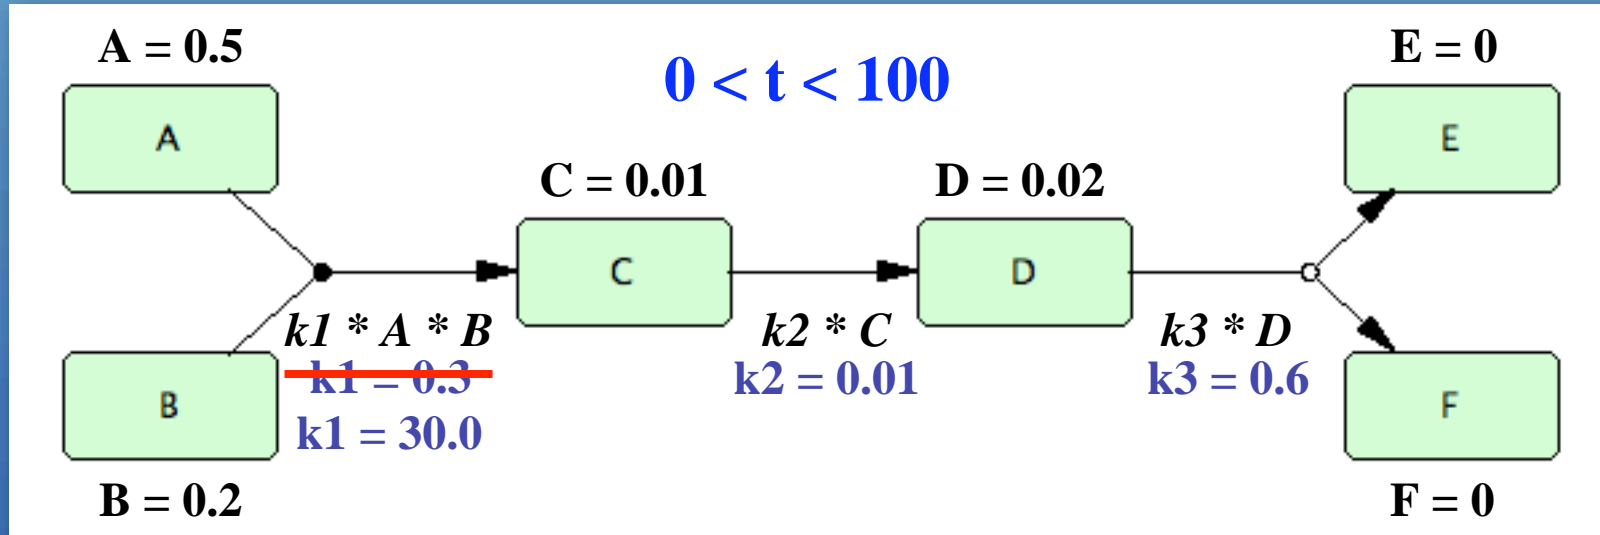 A = 0.5
E = 0
0 < t < 100
A
E
C = 0.01
D = 0.02
C
D
k1 * A * B
k2 * C
k3 * D
k1 = 0.3
k2 = 0.01
k3 = 0.6
B
F
k1 = 30.0
B = 0.2
F = 0